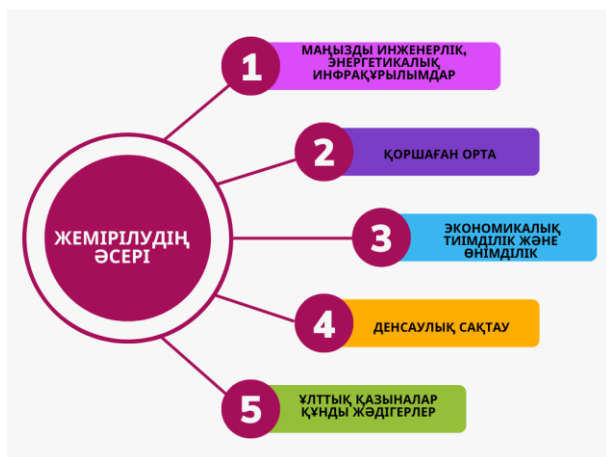 ЖЕМІРІЛУДІҢ
ӘСЕРІ
1
МАҢЫЗДЫ ИНЖЕНЕРЛІК,
ЭНЕРГЕТИКАЛЫҚ
ИНФРАҚҰРЫЛЫМДАР
2
ҚОРШАҒАН ОРТА
3
ЭКОНОМИКАЛЫҚ
ТИІМДІЛІК ЖӘНЕ
ӨНІМДІЛІК
4
ДЕНСАУЛЫҚ САҚТАУ
5
ҰЛТТЫҚ ҚАЗЫНАЛАР
ҚҰНДЫ ЖӘДІГЕРЛЕР